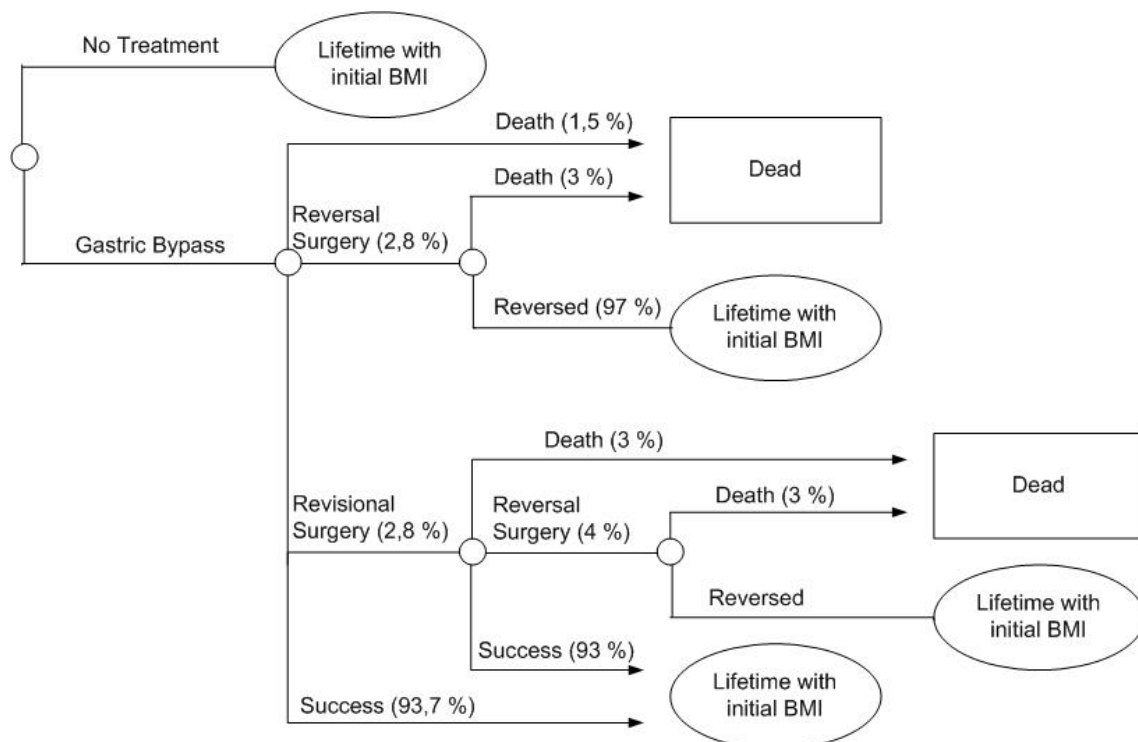 No Treatment
Lifetime with
initial BMI
Death (1,5 %)
Dead
Death (3 %)
Reversal
Surgery (2,8 %)
Gastric Bypass
Reversed (97 %)
Lifetime with
initial BMI
Death (3 %)
Dead
Death (3 %)
Revisional
Surgery (2,8 %)
Reversal
Surgery (4 %)
Reversed
Lifetime with
initial BMI
Success (93 %)
Lifetime with
initial BMI
Success (93,7 %)